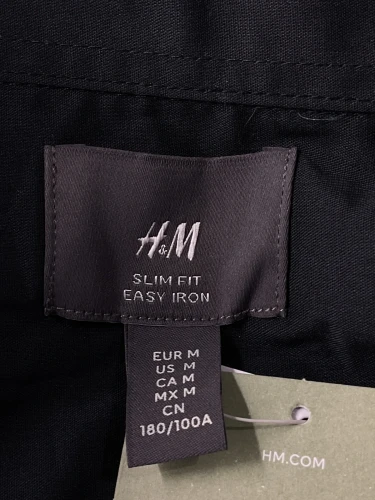 H&M
SLIM FIT
EASY IRON
EUR M
US M
CA M
MX M
CN
180/100A
HM.COM